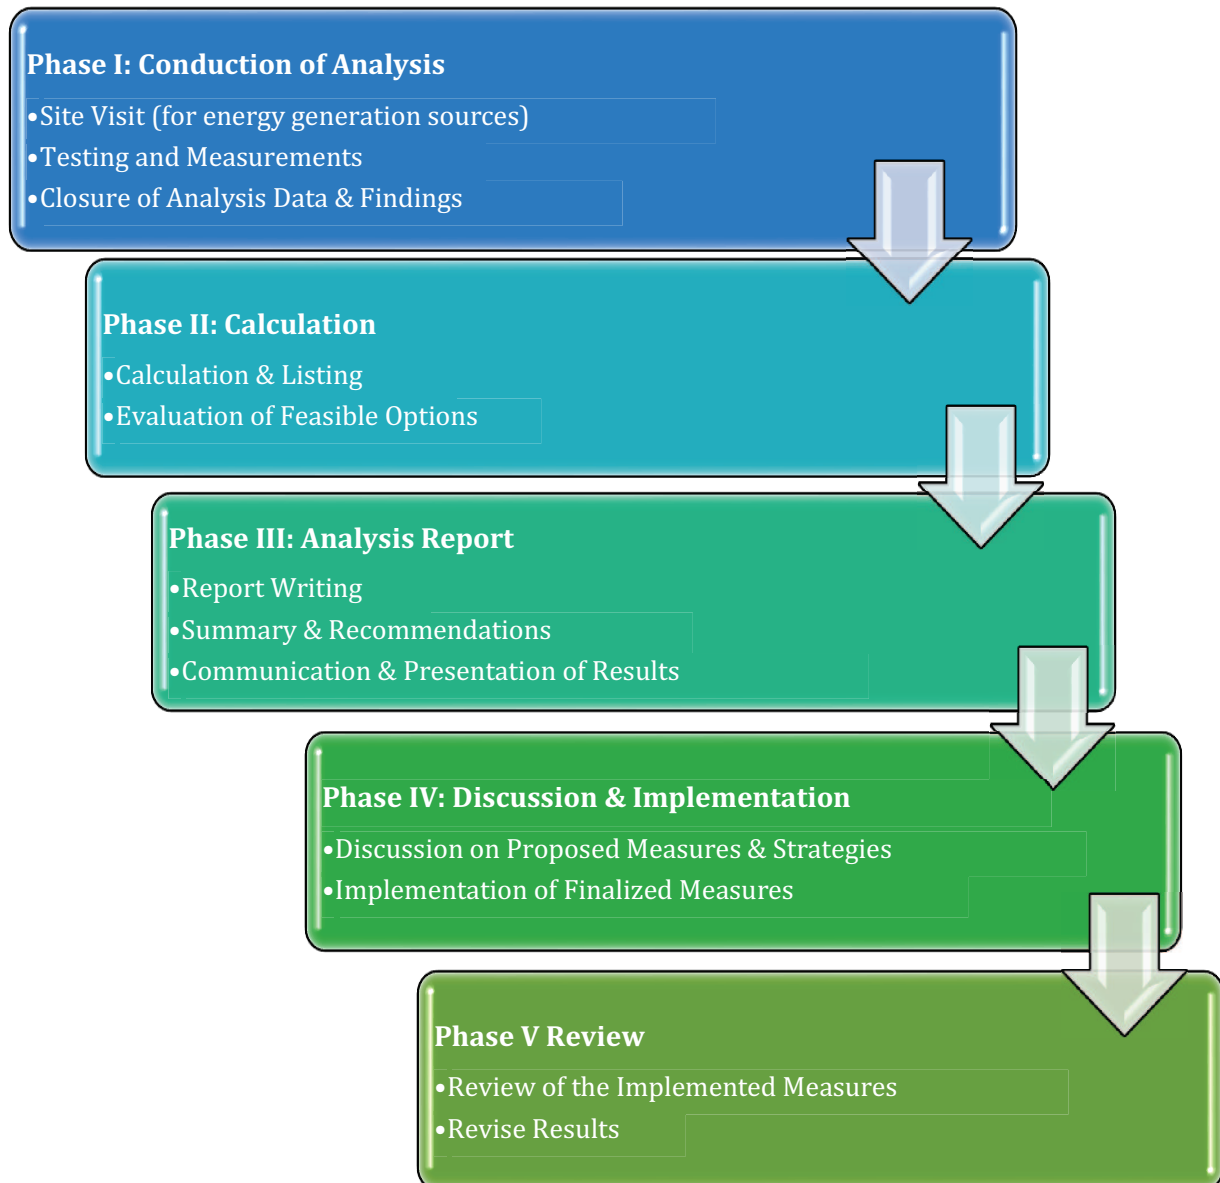 Phase I: Conduction of Analysis
•Site Visit (for energy generation sources)
•Testing and Measurements
•Closure of Analysis Data & Findings
Phase II: Calculation
•Calculation & Listing
•Evaluation of Feasible Options
Phase III: Analysis Report
•Report Writing
•Summary & Recommendations
•Communication & Presentation of Results
Phase IV: Discussion & Implementation
•Discussion on Proposed Measures & Strategies
•Implementation of Finalized Measures
Phase V Review
•Review of the Implemented Measures
•Revise Results